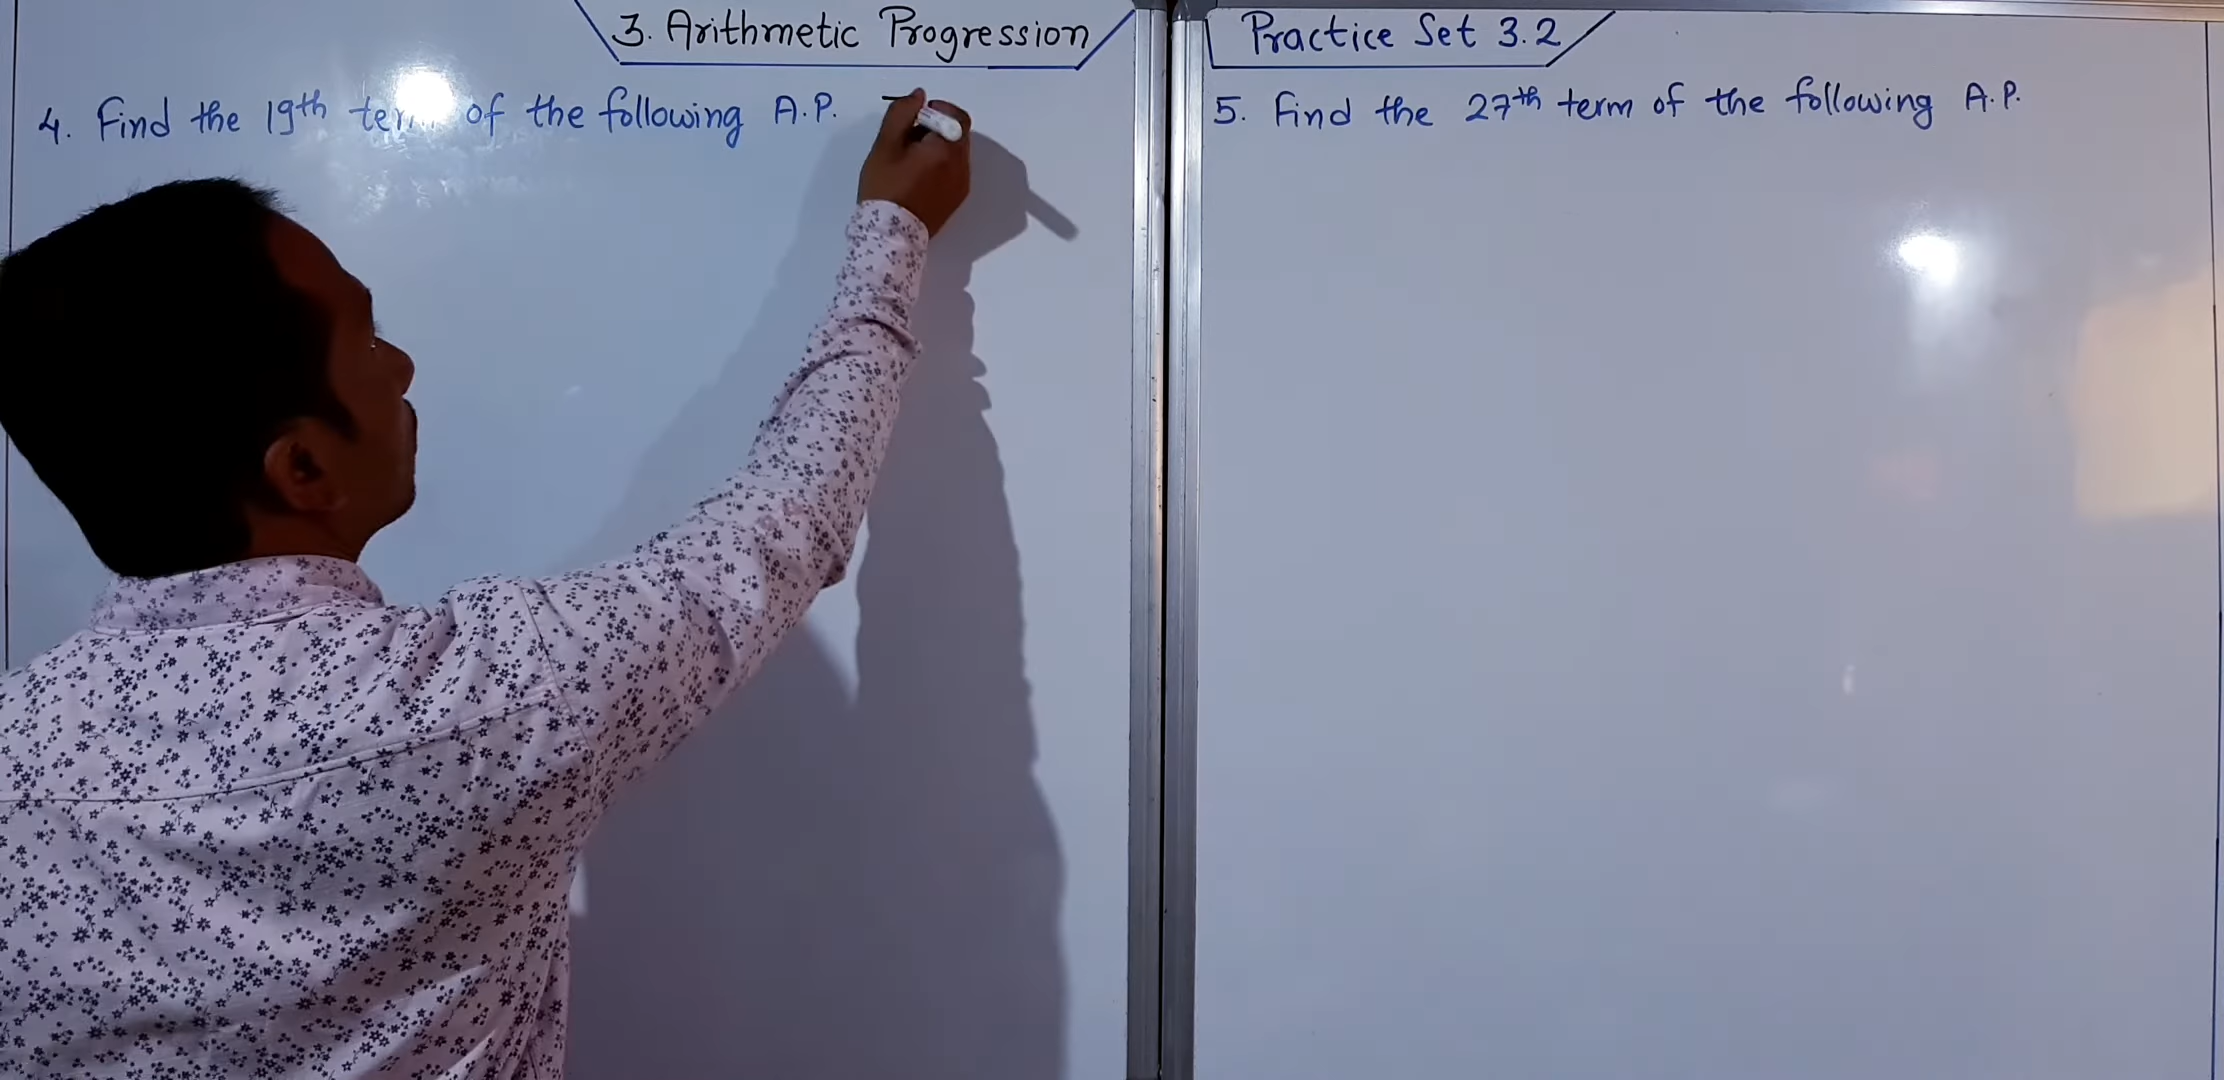 3. Arithmetic Progression
4. Find the 19th term of the following A.P.
Practice Set 3.2
5. Find the 27th term of the following A.P.